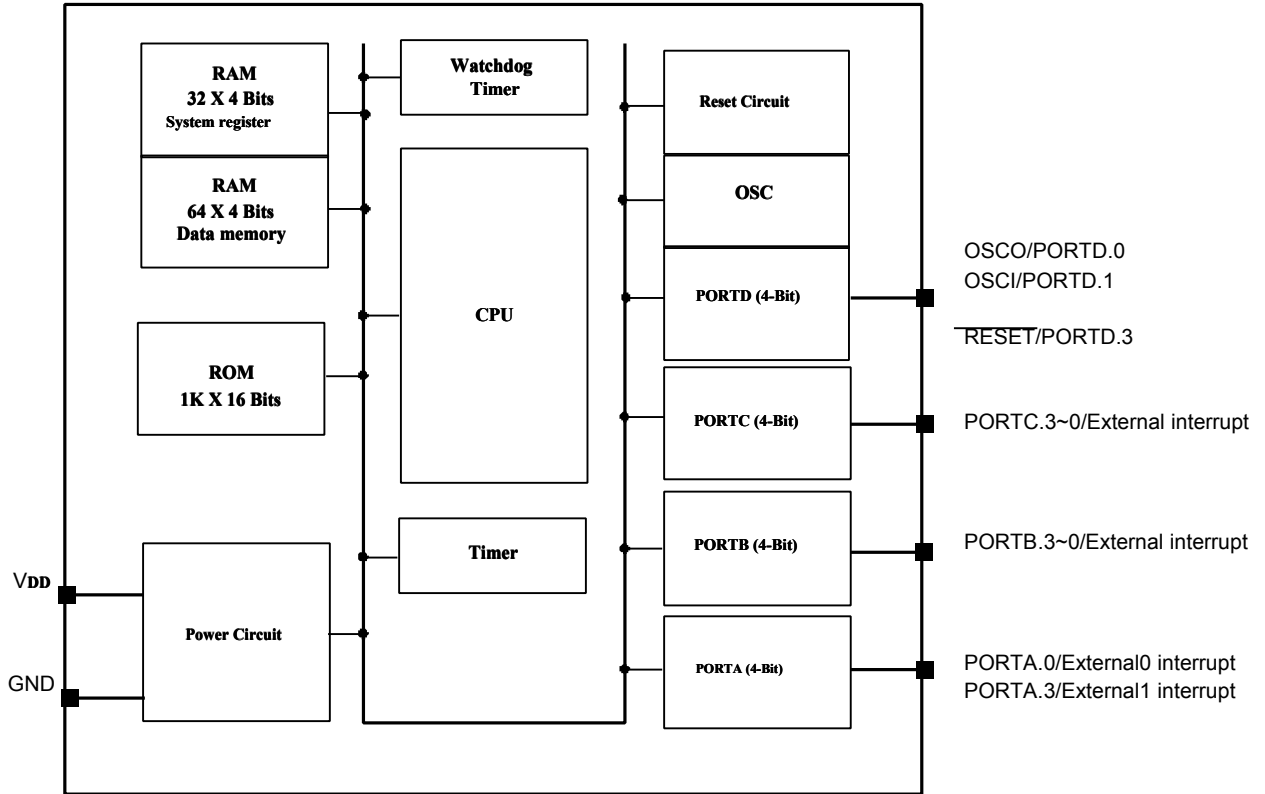 RAM
32 X 4 Bits
System register
RAM
64 X 4 Bits
Data memory
ROM
1K X 16 Bits
Power Circuit
VDD
GND
Watchdog
Timer
CPU
Timer
Reset Circuit
OSC
PORTD (4-Bit)
PORTC (4-Bit)
PORTB (4-Bit)
PORTA (4-Bit)
OSCO/PORTD.0
OSCI/PORTD.1
RESET/PORTD.3
PORTC.3~0/External interrupt
PORTB.3~0/External interrupt
PORTA.0/External0 interrupt
PORTA.3/External1 interrupt